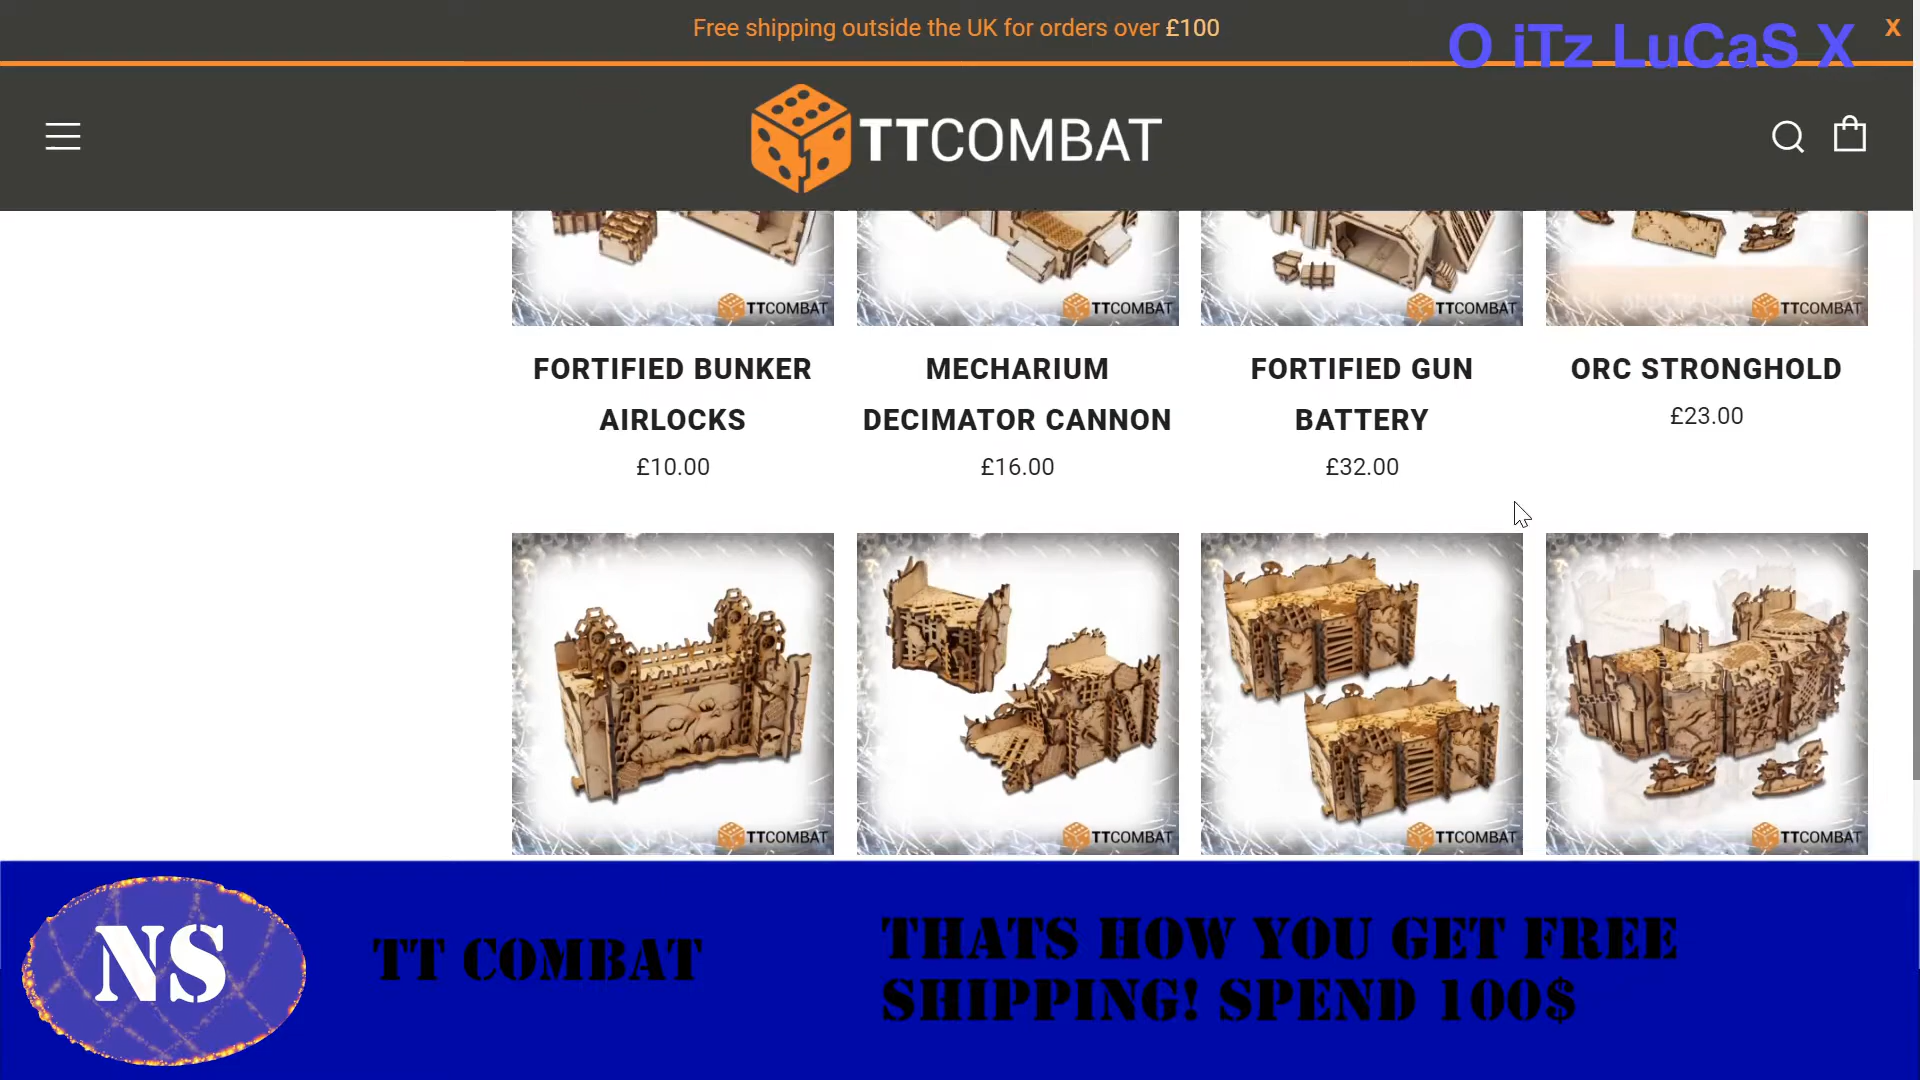 Free shipping outside the UK for orders over £100
O iTz LuCaS X
X
TTCOMBAT
TTCOMBAT
TTCOMBAT
TTCOMBAT
TTCOMBAT
FORTIFIED BUNKER
AIRLOCKS
£10.00
MECHARIUM
DECIMATOR CANNON
£16.00
FORTIFIED GUN
BATTERY
£32.00
ORC STRONGHOLD
£23.00
TTCOMBAT
TTCOMBAT
TTCOMBAT
TTCOMBAT
NS
TT COMBAT
THATS HOW YOU GET FREE
SHIPPING! SPEND 100$